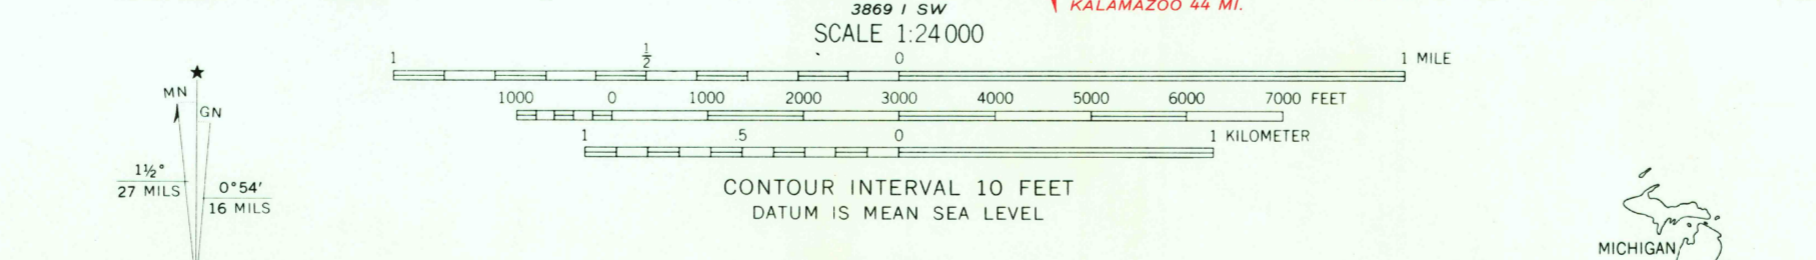 3869 I SW
KALAMAZOO 44 MI.
SCALE 1:24 000
1 1/2 0 1 MILE
1000 0 1000 2000 3000 4000 5000 6000 7000 FEET
1 .5 0 1 KILOMETER
MN
GN
1½°
27 MILS
0°54'
16 MILS
CONTOUR INTERVAL 10 FEET
DATUM IS MEAN SEA LEVEL
MICHIGAN